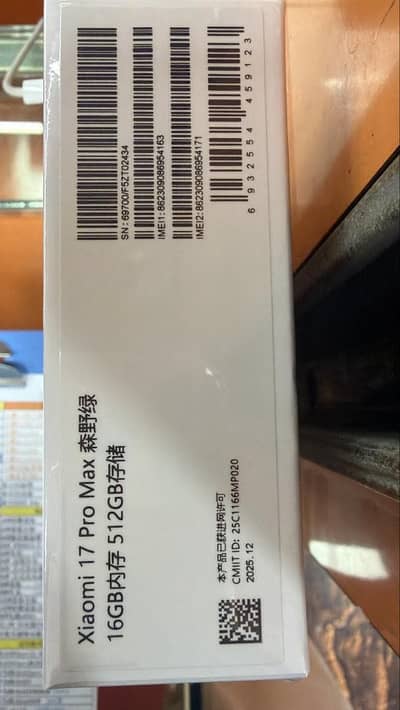 Xiaomi 17 Pro Max 森野绿
16GB内存 512GB存储
SN: 69700/F5ZT02434
IMEI1: 862309086954163
IMEI2: 862309086954171
6 932554 459123
本产品已获进网许可
CMIIT ID: 25C1166MP020
2025.12